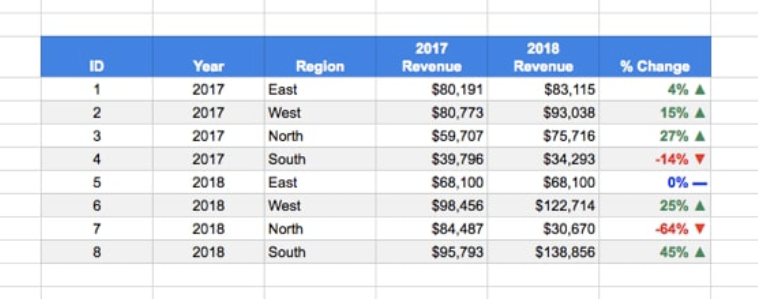 ID Year Region 2017 Revenue 2018 Revenue % Change
1 2017 East $80,191 $83,115 4% ▲
2 2017 West $80,773 $93,038 15% ▲
3 2017 North $59,707 $75,716 27% ▲
4 2017 South $39,796 $34,293 -14% ▼
5 2018 East $68,100 $68,100 0% —
6 2018 West $98,456 $122,714 25% ▲
7 2018 North $84,487 $30,670 -64% ▼
8 2018 South $95,793 $138,856 45% ▲